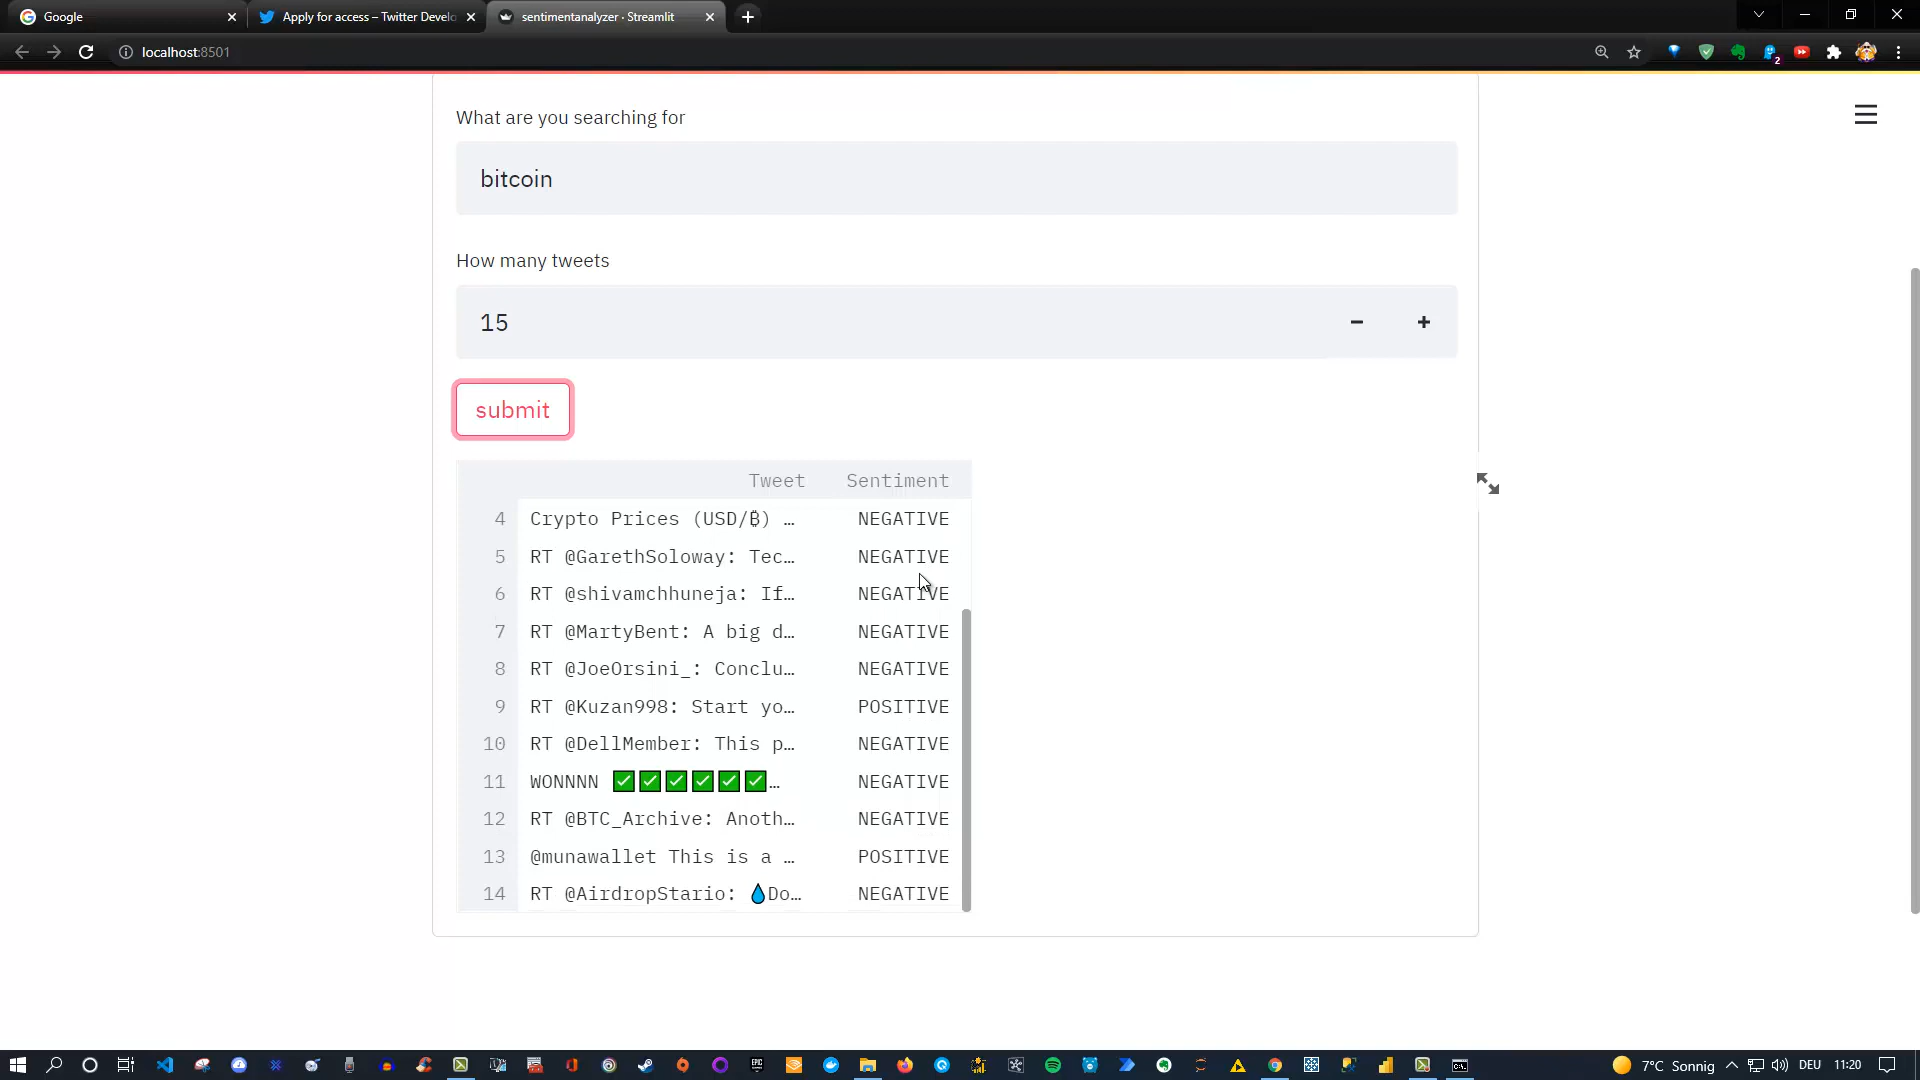 Google
Apply for access – Twitter Develo
sentimentanalyzer · Streamlit
localhost:8501
2
What are you searching for
bitcoin
How many tweets
15
submit
Tweet Sentiment
4 Crypto Prices (USD/₿) … NEGATIVE
5 RT @GarethSoloway: Tec… NEGATIVE
6 RT @shivamchhuneja: If… NEGATIVE
7 RT @MartyBent: A big d… NEGATIVE
8 RT @JoeOrsini_: Conclu… NEGATIVE
9 RT @Kuzan998: Start yo… POSITIVE
10 RT @DellMember: This p… NEGATIVE
11 WONNNN ✅✅✅✅✅✅… NEGATIVE
12 RT @BTC_Archive: Anoth… NEGATIVE
13 @munawallet This is a … POSITIVE
14 RT @AirdropStario: 💧Do… NEGATIVE
7°C Sonnig DEU 11:20